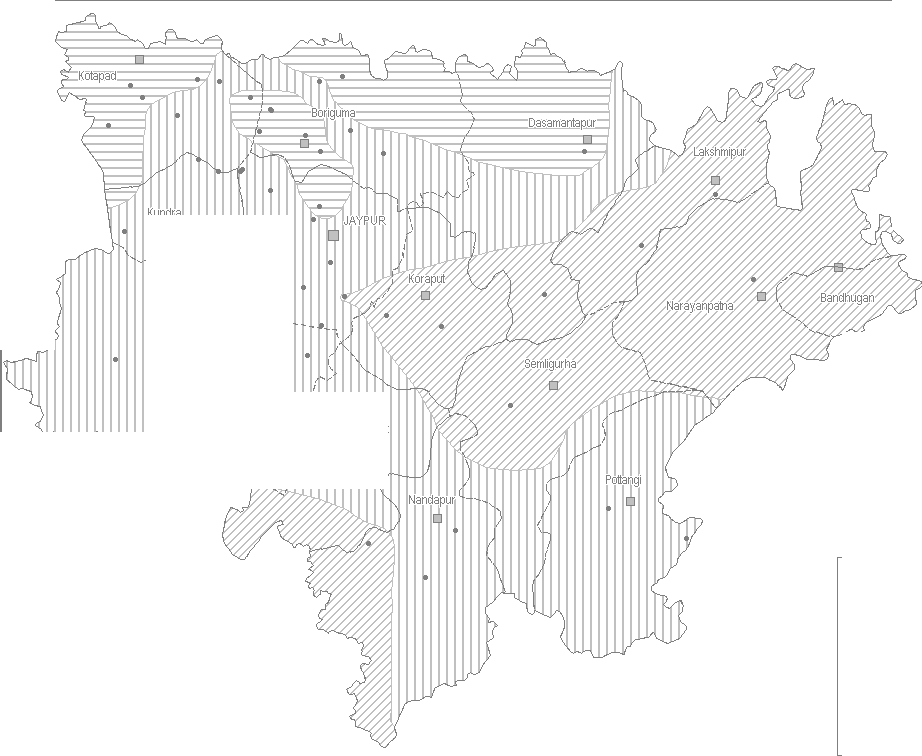 Kotapad
Boriguma
Dasamantapur
Lakshmipur
Kundra
JAYPUR
Koraput
Narayanpatna
Bandhugan
Semligurha
Pottangi
Nandapur